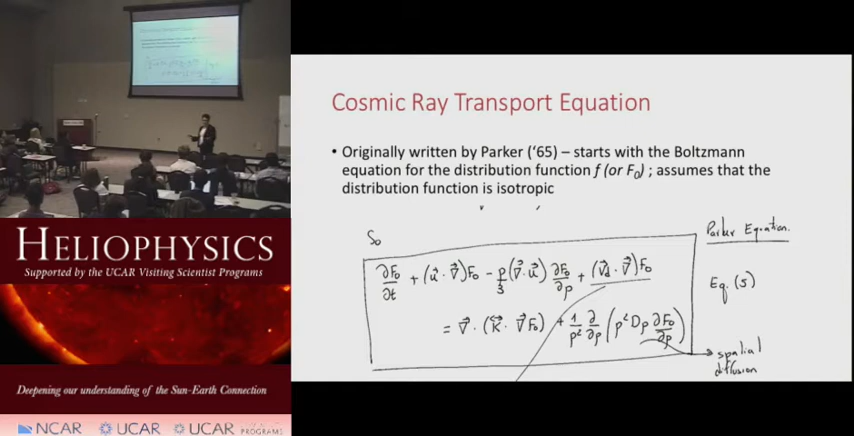 Cosmic Ray Transport Equation
• Originally written by Parker ('65) – starts with the Boltzmann
equation for the distribution function f (or F₀) ; assumes that the
distribution function is isotropic
So
Parker Equation.
∂F₀/∂t + (u⃗ · ∇⃗)F₀ - p/3 (∇⃗ · u⃗) ∂F₀/∂p + (v⃗d · ∇⃗)F₀
Eq. (5)
= ∇⃗ · (K⃡ · ∇⃗F₀) + 1/p² ∂/∂p (p² Dp ∂F₀/∂p)
spatial
diffusion
HELIOPHYSICS
Supported by the UCAR Visiting Scientist Programs
Deepening our understanding of the Sun-Earth Connection
NCAR UCAR UCAR PROGRAMS